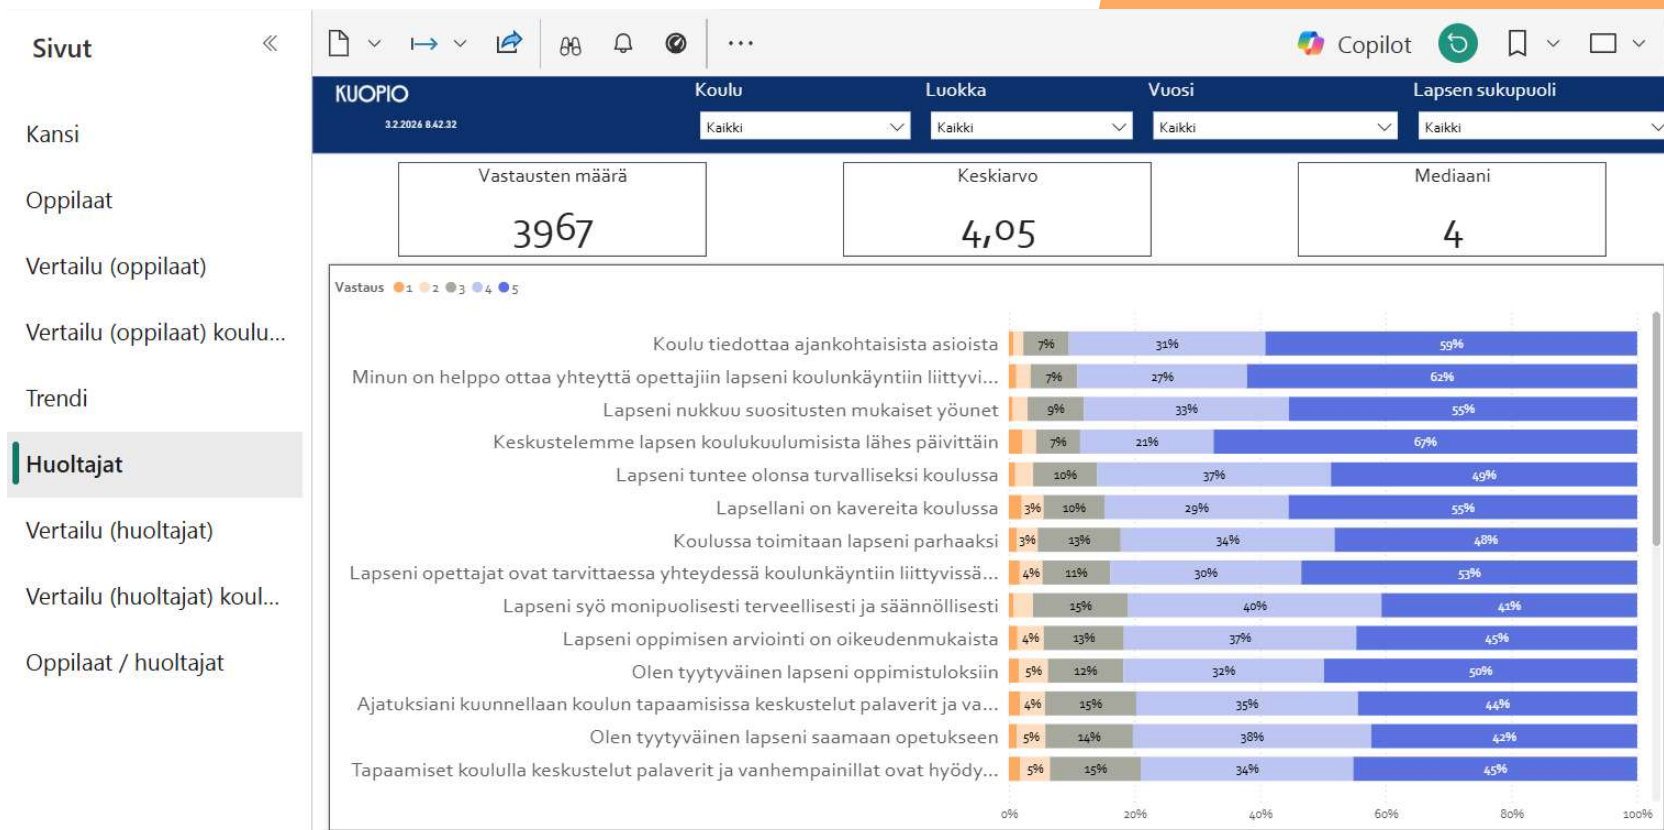 Sivut
Kansi
Oppilaat
Vertailu (oppilaat)
Vertailu (oppilaat) koulu...
Trendi
Huoltajat
Vertailu (huoltajat)
Vertailu (huoltajat) koul...
Oppilaat / huoltajat
Copilot
KUOPIO
3.2.2026 8.42.32
Koulu
Kaikki
Luokka
Kaikki
Vuosi
Kaikki
Lapsen sukupuoli
Kaikki
Vastausten määrä
3967
Keskiarvo
4,05
Mediaani
4
Vastaus 1 2 3 4 5
Koulu tiedottaa ajankohtaisista asioista 7% 31% 59%
Minun on helppo ottaa yhteyttä opettajiin lapseni koulunkäyntiin liittyvi... 7% 27% 62%
Lapseni nukkuu suositusten mukaiset yöunet 9% 33% 55%
Keskustelemme lapsen koulukuulumisista lähes päivittäin 7% 21% 67%
Lapseni tuntee olonsa turvalliseksi koulussa 10% 37% 49%
Lapsellani on kavereita koulussa 3% 10% 29% 55%
Koulussa toimitaan lapseni parhaaksi 3% 13% 34% 48%
Lapseni opettajat ovat tarvittaessa yhteydessä koulunkäyntiin liittyvissä... 4% 11% 30% 53%
Lapseni syö monipuolisesti terveellisesti ja säännöllisesti 15% 40% 41%
Lapseni oppimisen arviointi on oikeudenmukaista 4% 13% 37% 45%
Olen tyytyväinen lapseni oppimistuloksiin 5% 12% 32% 50%
Ajatuksiani kuunnellaan koulun tapaamisissa keskustelut palaverit ja va... 4% 15% 35% 44%
Olen tyytyväinen lapseni saamaan opetukseen 5% 14% 38% 42%
Tapaamiset koululla keskustelut palaverit ja vanhempainillat ovat hyödy... 5% 15% 34% 45%
0% 20% 40% 60% 80% 100%